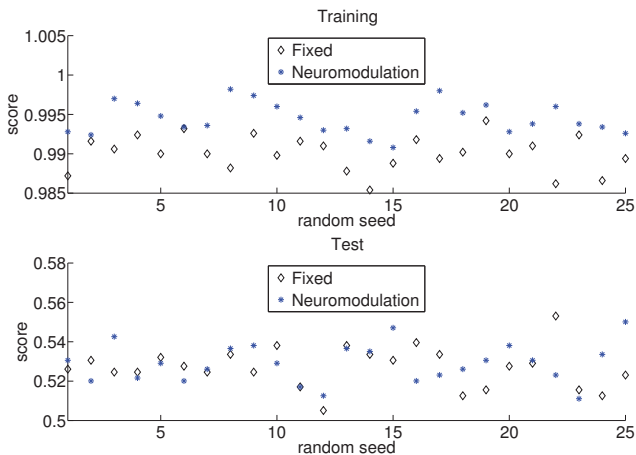 Training
1.005
1
0.995
0.99
0.985
score
Fixed
Neuromodulation
5
10
15
20
25
random seed
Test
0.58
0.56
0.54
0.52
0.5
score
Fixed
Neuromodulation
5
10
15
20
25
random seed